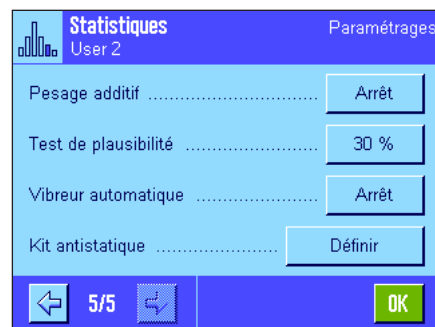 Statistiques Paramétrages
User 2
Pesage additif ........................................ Arrêt
Test de plausibilité ............................... 30 %
Vibreur automatique ............................ Arrêt
Kit antistatique ............................ Définir
5/5 OK